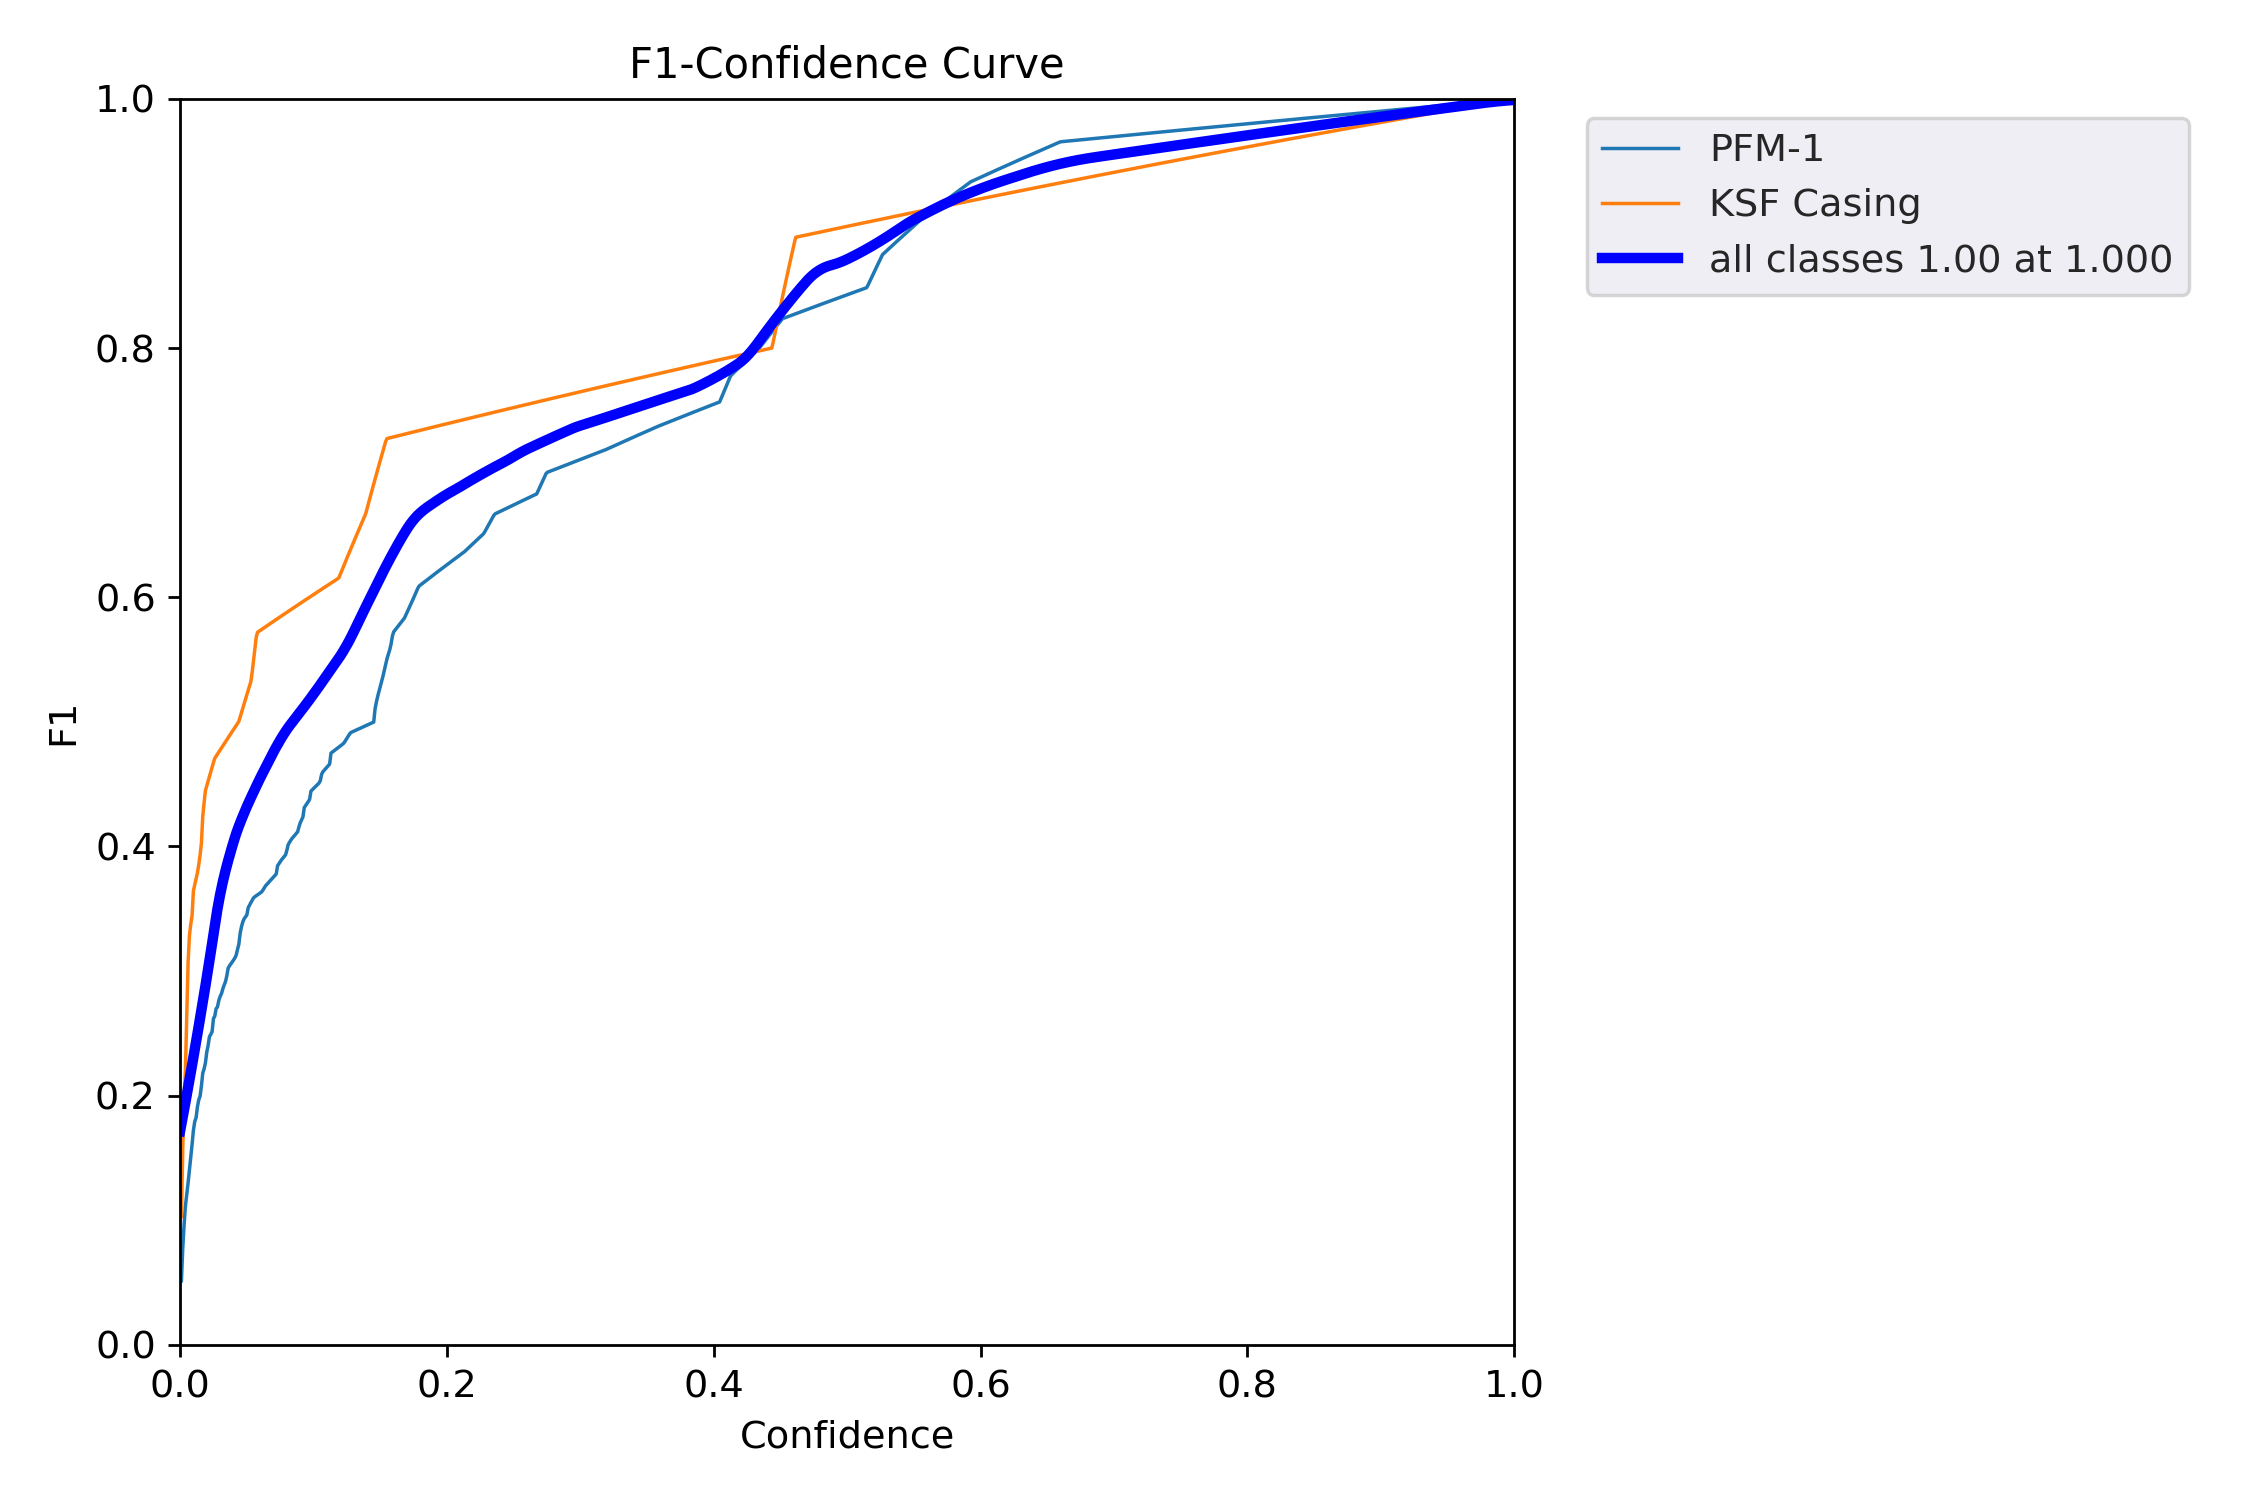 F1-Confidence Curve
1.0
0.8
0.6
0.4
0.2
0.0
F1
0.0 0.2 0.4 0.6 0.8 1.0
Confidence
PFM-1
KSF Casing
all classes 1.00 at 1.000